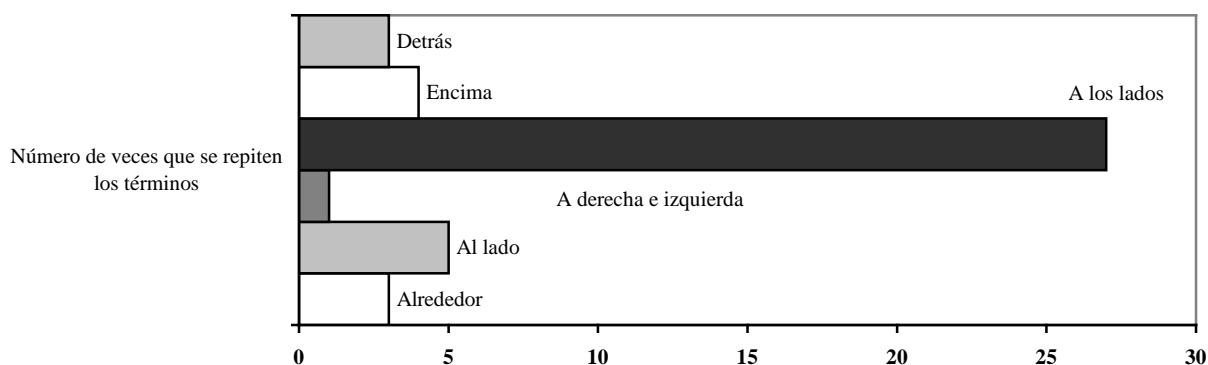 Detrás
Encima
A los lados
Número de veces que se repiten
los términos
A derecha e izquierda
Al lado
Alrededor
0 5 10 15 20 25 30